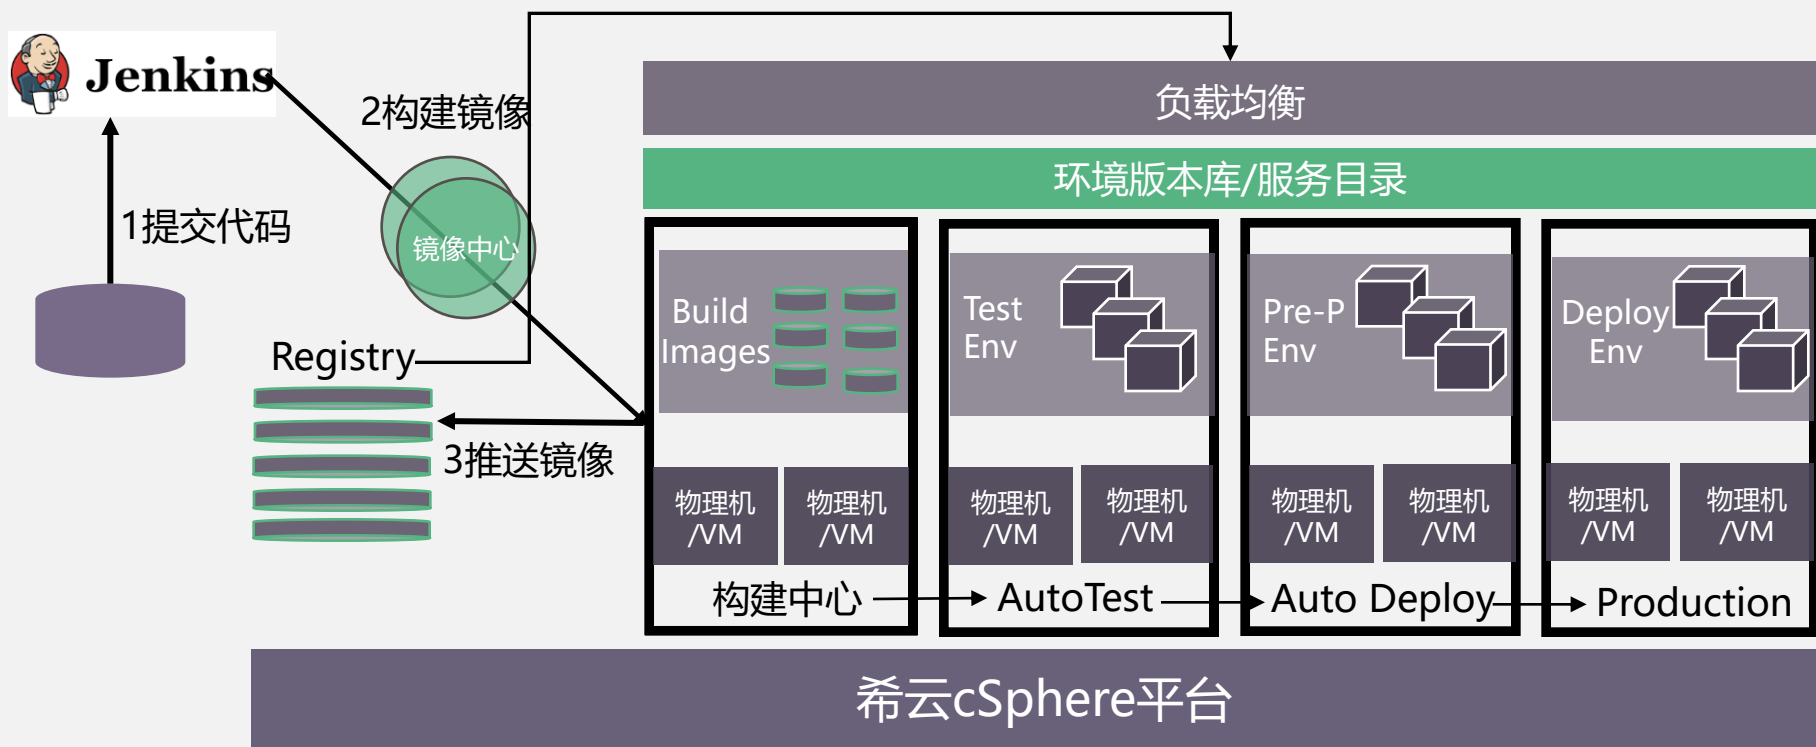 Jenkins
2构建镜像
负载均衡
环境版本库/服务目录
1提交代码
镜像中心
Registry
3推送镜像
Build
Images
Test
Env
Pre-P
Env
Deploy
Env
物理机
/VM
物理机
/VM
物理机
/VM
物理机
/VM
物理机
/VM
物理机
/VM
物理机
/VM
物理机
/VM
构建中心
AutoTest
Auto Deploy
Production
希云cSphere平台